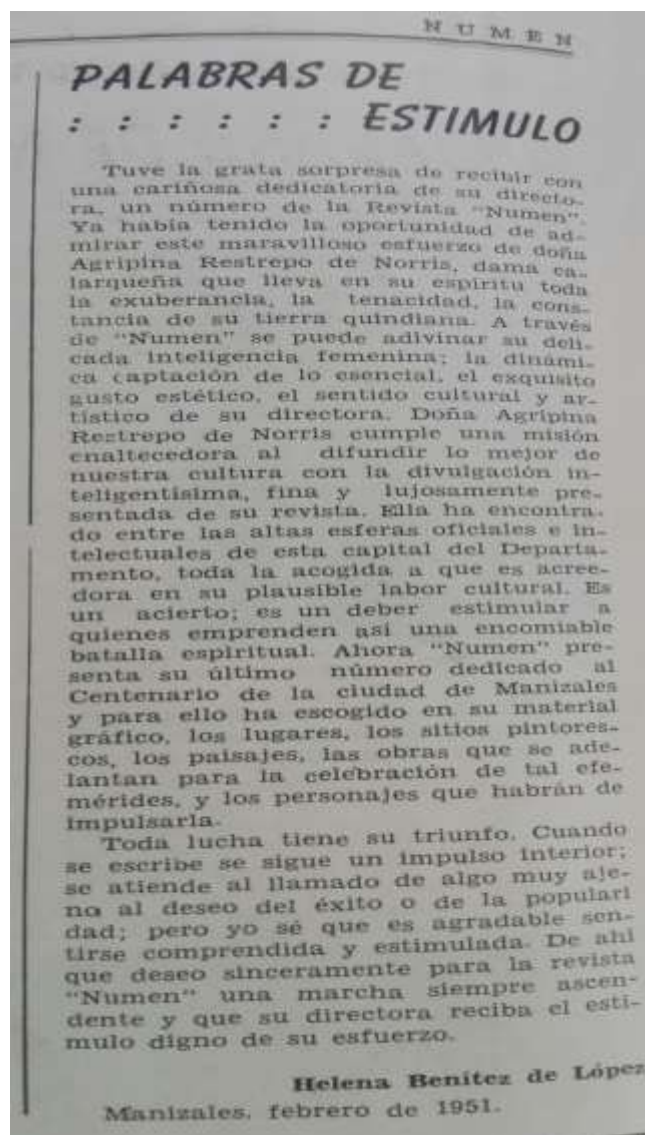 NUMEN
PALABRAS DE
: : : : : : ESTIMULO
Tuve la grata sorpresa de recibir con
una cariñosa dedicatoria de su directo-
ra, un número de la Revista "Numen".
Ya había tenido la oportunidad de ad-
mirar este maravilloso esfuerzo de doña
Agripina Restrepo de Norris, dama ca-
larqueña que lleva en su espíritu toda
la exuberancia, la tenacidad, la cons-
tancia de su tierra quindiana. A través
de "Numen" se puede adivinar su deli-
cada inteligencia femenina; la dinámi-
ca captación de lo esencial, el exquisito
gusto estético, el sentido cultural y ar-
tístico de su directora. Doña Agripina
Restrepo de Norris cumple una misión
enaltecedora al difundir lo mejor de
nuestra cultura con la divulgación in-
teligentísima, fina y lujosamente pre-
sentada de su revista. Ella ha encontra-
do entre las altas esferas oficiales e in-
telectuales de esta capital del Departa-
mento, toda la acogida a que es acree-
dora en su plausible labor cultural. Es
un acierto; es un deber estimular a
quienes emprenden así una encomiable
batalla espiritual. Ahora "Numen" pre-
senta su último número dedicado al
Centenario de la ciudad de Manizales
y para ello ha escogido en su material
gráfico, los lugares, los sitios pintores-
cos, los paisajes, las obras que se ade-
lantan para la celebración de tal efe-
mérides, y los personajes que habrán de
impulsarla.
Toda lucha tiene su triunfo. Cuando
se escribe se sigue un impulso interior;
se atiende al llamado de algo muy aje-
no al deseo del éxito o de la populari
dad; pero yo sé que es agradable sen-
tirse comprendida y estimulada. De ahí
que deseo sinceramente para la revista
"Numen" una marcha siempre ascen-
dente y que su directora reciba el estí-
mulo digno de su esfuerzo.
Helena Benítez de López
Manizales, febrero de 1951.